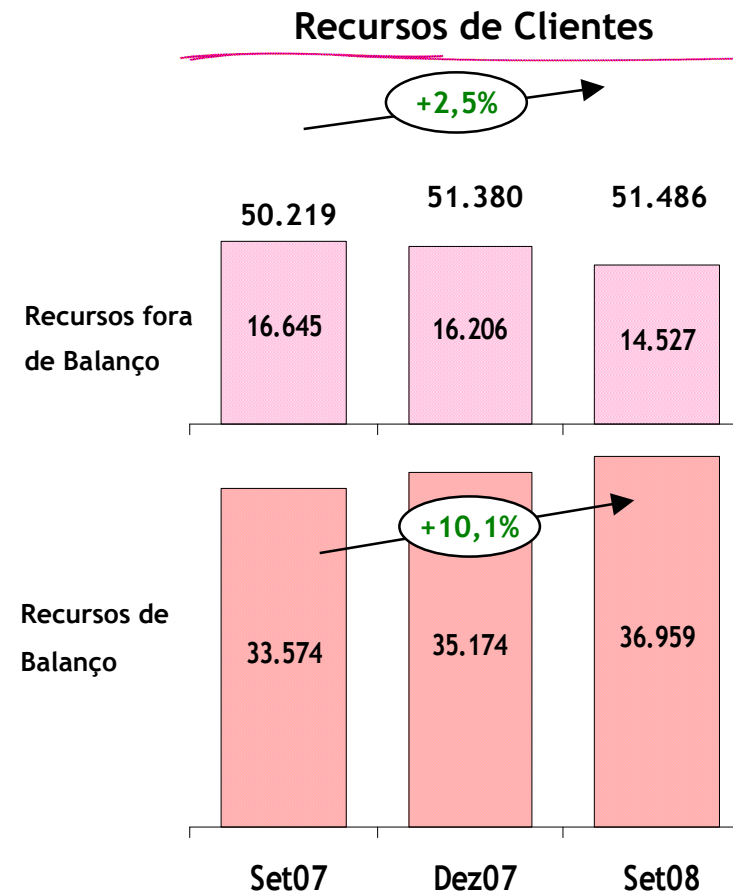 Recursos de Clientes
+2,5%
50.219
51.380
51.486
Recursos fora
de Balanço
16.645
16.206
14.527
+10,1%
Recursos de
Balanço
33.574
35.174
36.959
Set07
Dez07
Set08